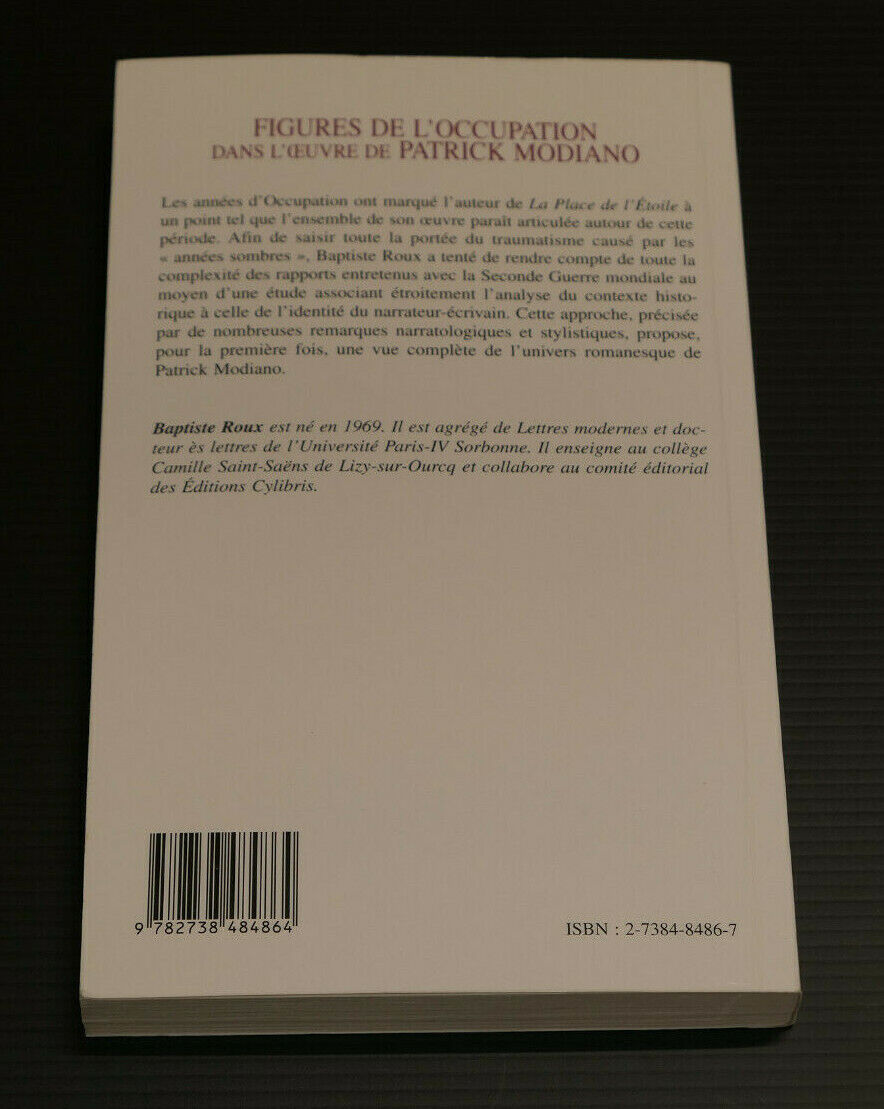 FIGURES DE L'OCCUPATION
DANS L'ŒUVRE DE PATRICK MODIANO
Les années d'Occupation ont marqué l'auteur de La Place de l'Étoile à
un point tel que l'ensemble de son œuvre paraît articulée autour de cette
période. Afin de saisir toute la portée du traumatisme causé par les
« années sombres », Baptiste Roux a tenté de rendre compte de toute la
complexité des rapports entretenus avec la Seconde Guerre mondiale au
moyen d'une étude associant étroitement l'analyse du contexte histo-
rique à celle de l'identité du narrateur-écrivain. Cette approche, précisée
par de nombreuses remarques narratologiques et stylistiques, propose,
pour la première fois, une vue complète de l'univers romanesque de
Patrick Modiano.
Baptiste Roux est né en 1969. Il est agrégé de Lettres modernes et doc-
teur ès lettres de l'Université Paris-IV Sorbonne. Il enseigne au collège
Camille Saint-Saëns de Lizy-sur-Ourcq et collabore au comité éditorial
des Éditions Cylibris.
9 782738 484864
ISBN : 2-7384-8486-7